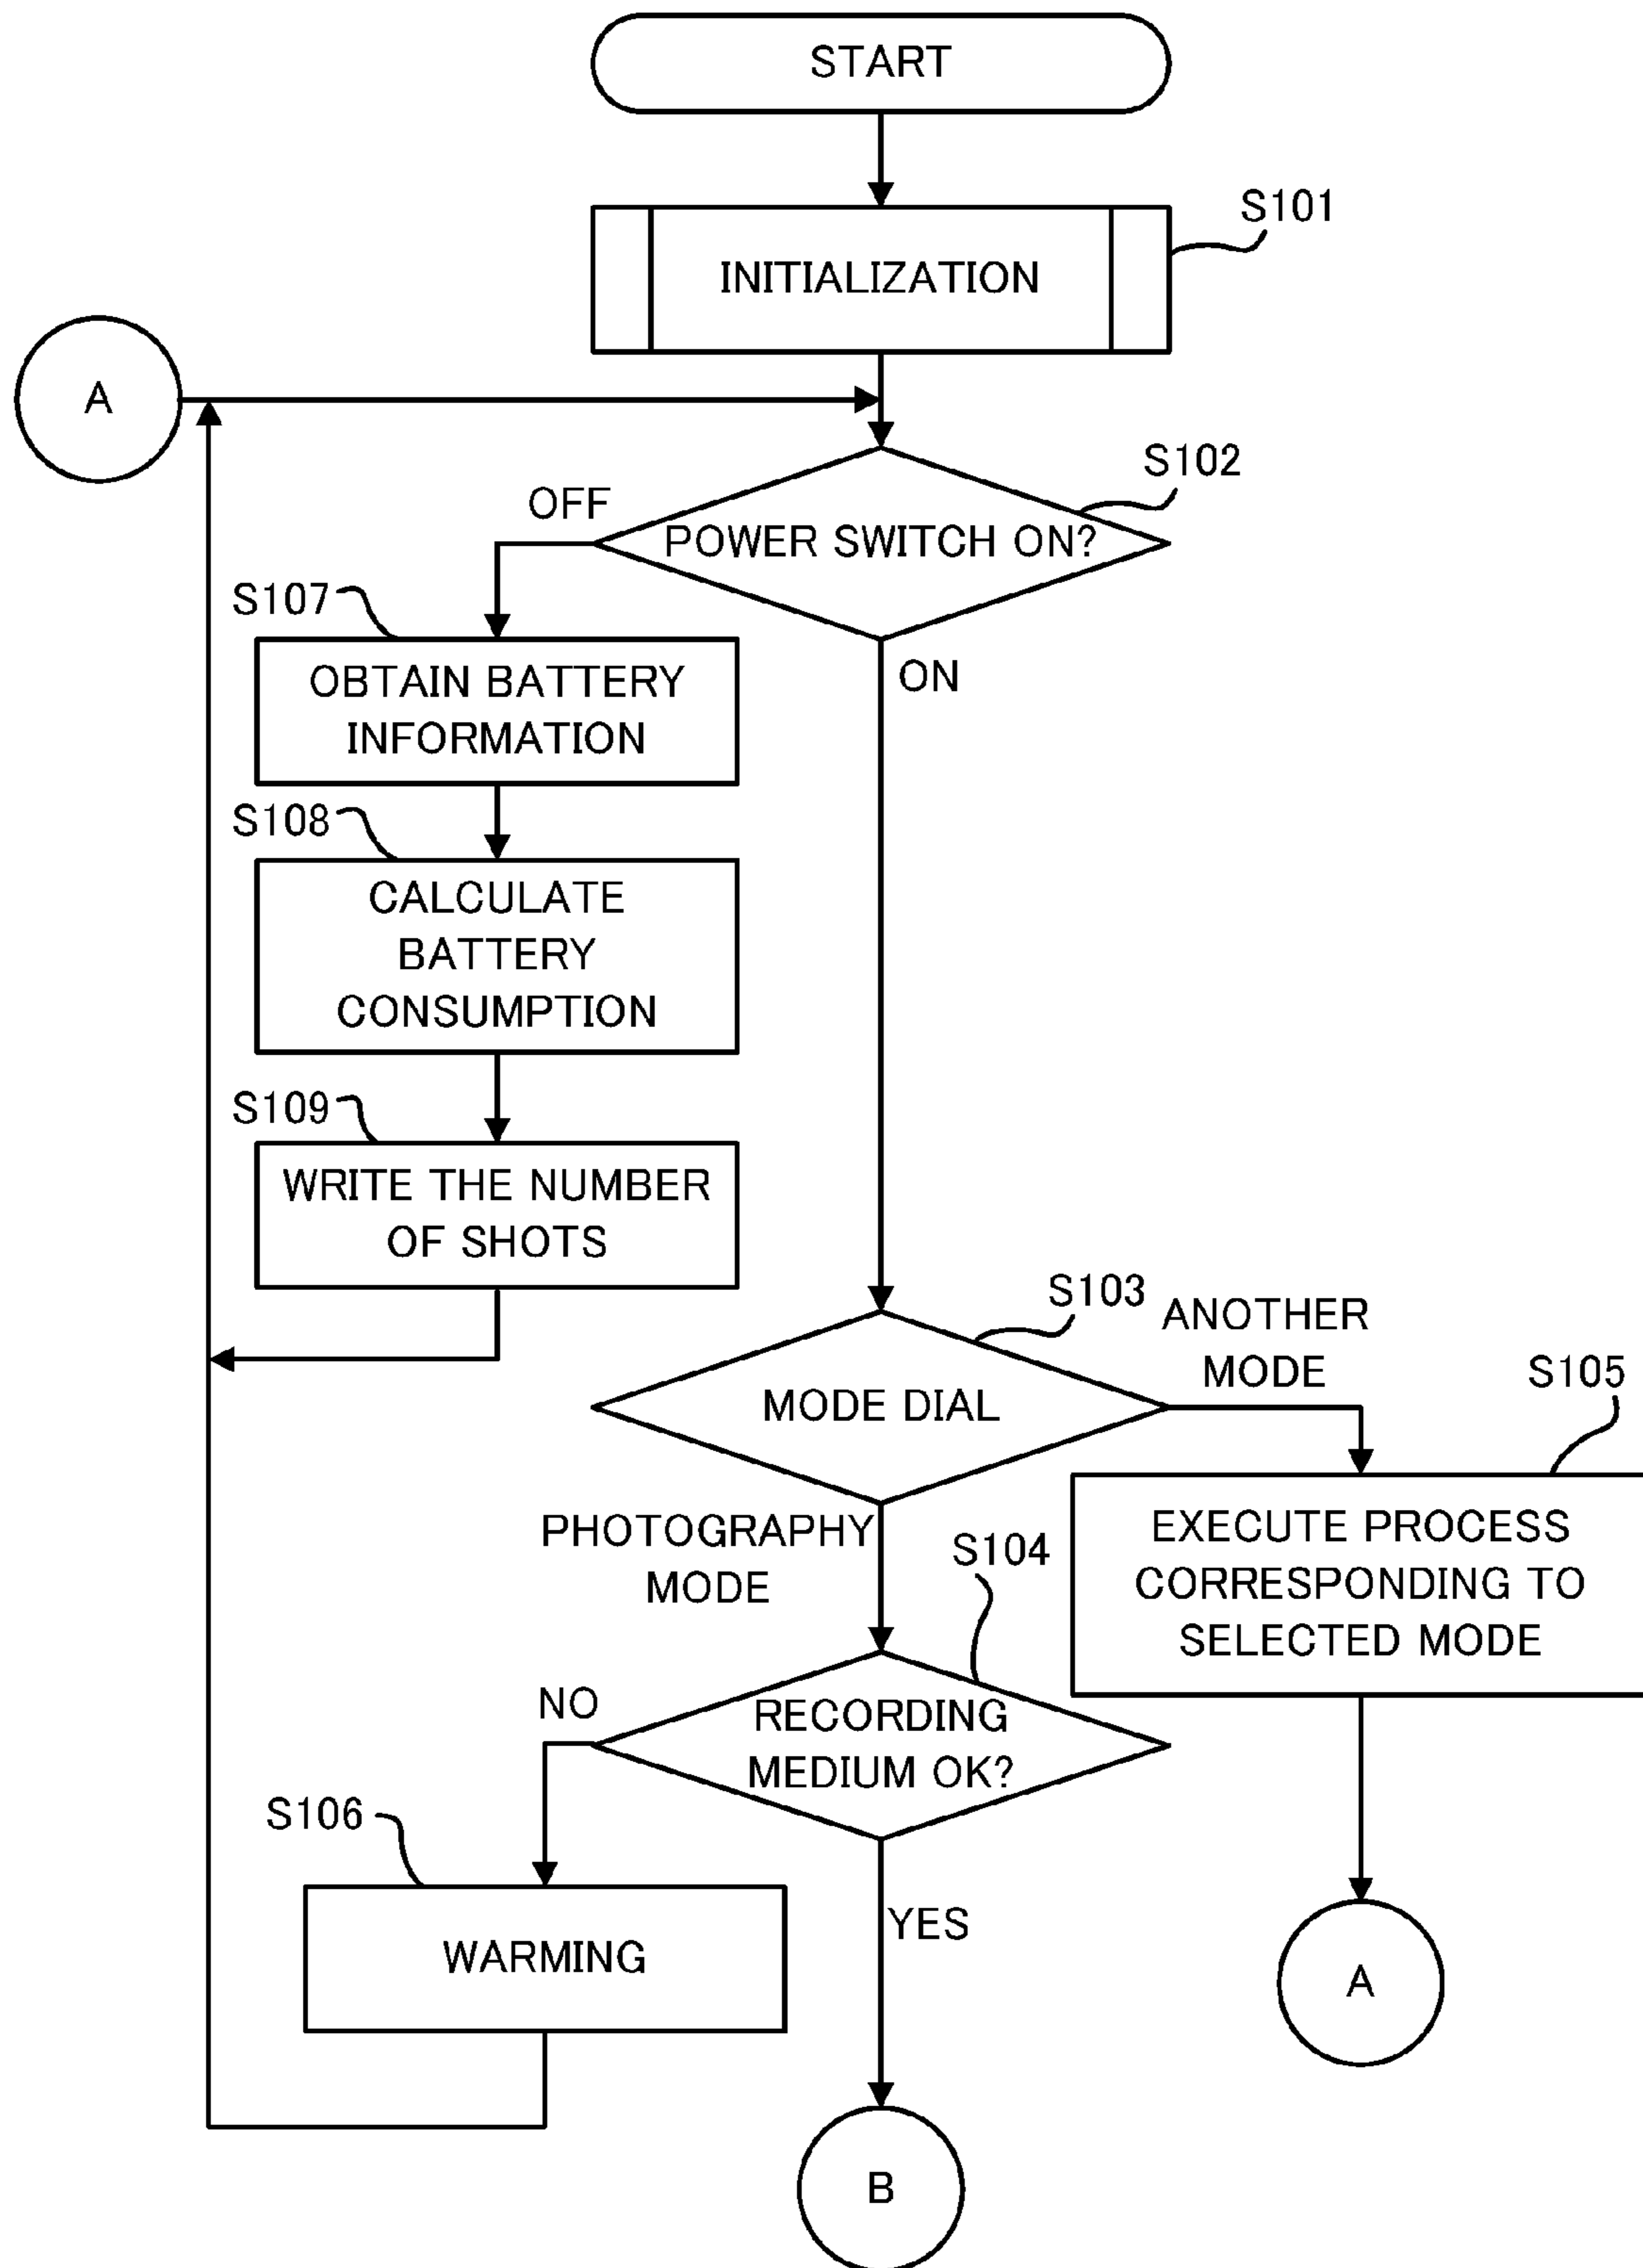 START
S101
INITIALIZATION
A
S102
OFF
POWER SWITCH ON?
S107
ON
OBTAIN BATTERY
INFORMATION
S108
CALCULATE
BATTERY
CONSUMPTION
S109
WRITE THE NUMBER
OF SHOTS
S103
ANOTHER
MODE
S105
MODE DIAL
PHOTOGRAPHY
MODE
S104
EXECUTE PROCESS
CORRESPONDING TO
SELECTED MODE
NO
RECORDING
MEDIUM OK?
S106
YES
WARMING
A
B